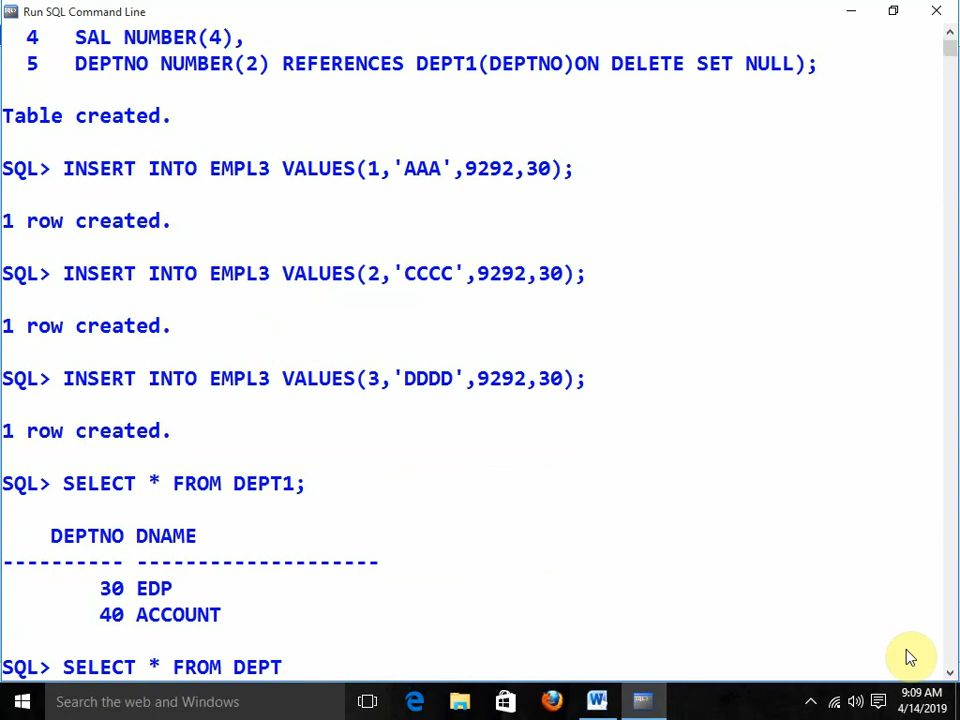 Run SQL Command Line
4 SAL NUMBER(4),
5 DEPTNO NUMBER(2) REFERENCES DEPT1(DEPTNO)ON DELETE SET NULL);
Table created.
SQL> INSERT INTO EMPL3 VALUES(1,'AAA',9292,30);
1 row created.
SQL> INSERT INTO EMPL3 VALUES(2,'CCCC',9292,30);
1 row created.
SQL> INSERT INTO EMPL3 VALUES(3,'DDDD',9292,30);
1 row created.
SQL> SELECT * FROM DEPT1;
DEPTNO DNAME
---------- --------------------
30 EDP
40 ACCOUNT
SQL> SELECT * FROM DEPT
Search the web and Windows
9:09 AM
4/14/2019